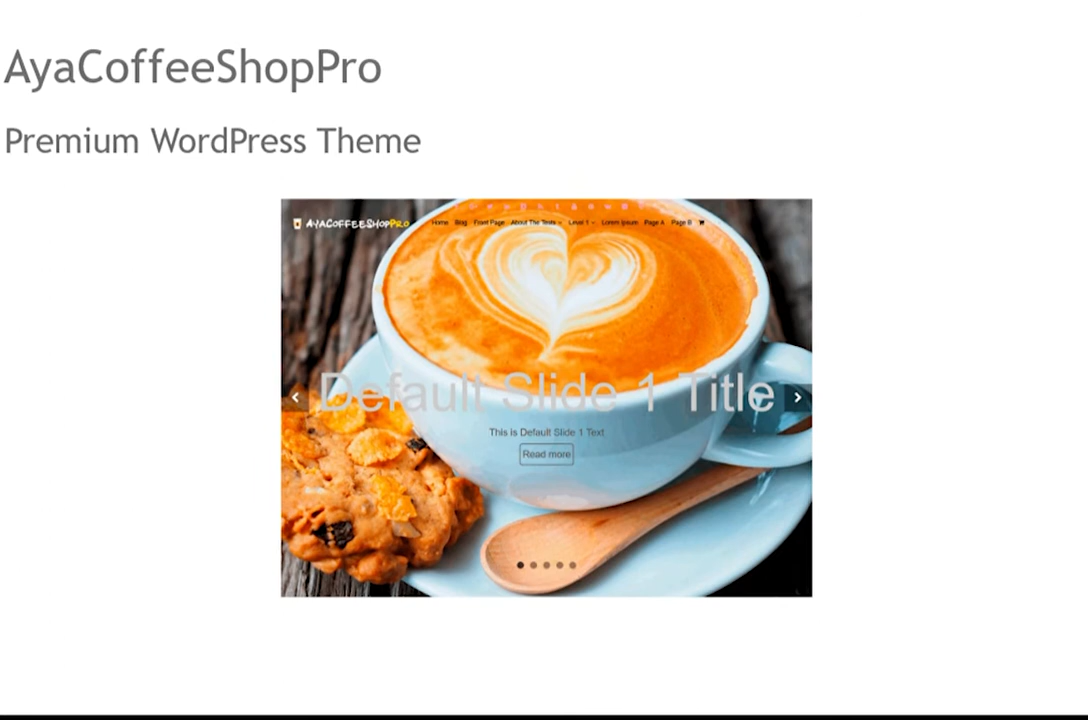 AyaCoffeeShopPro
Premium WordPress Theme
AYACOFFEESHOPPRO
Home Blog Front Page About The Tests Level 1 Lorem Ipsum Page A Page B
Default Slide 1 Title
This is Default Slide 1 Text
Read more